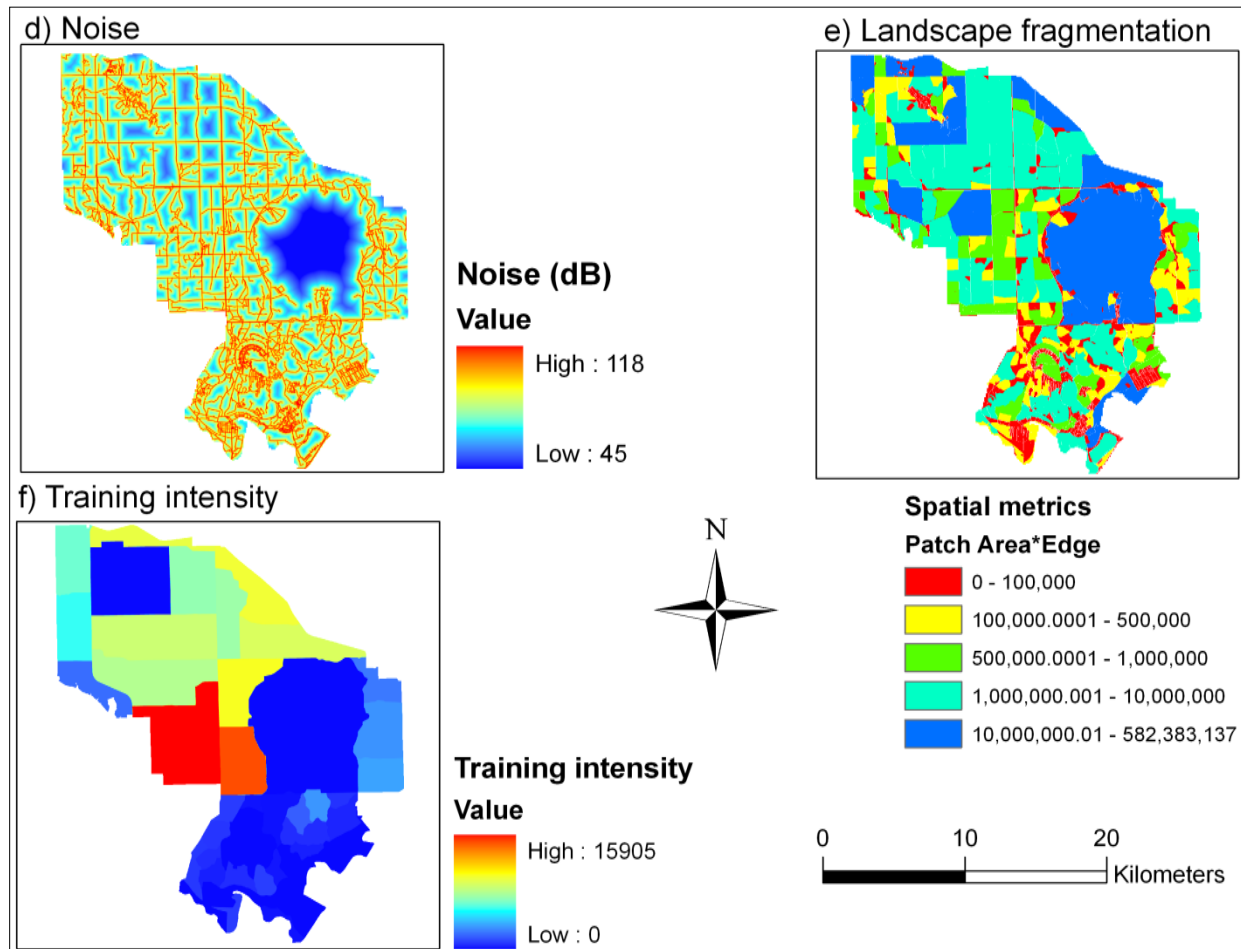 d) Noise
e) Landscape fragmentation
Noise (dB)
Value
High : 118
Low : 45
f) Training intensity
N
Spatial metrics
Patch Area*Edge
0 - 100,000
100,000.0001 - 500,000
500,000.0001 - 1,000,000
1,000,000.001 - 10,000,000
10,000,000.01 - 582,383,137
Training intensity
Value
High : 15905
Low : 0
0 10 20
Kilometers